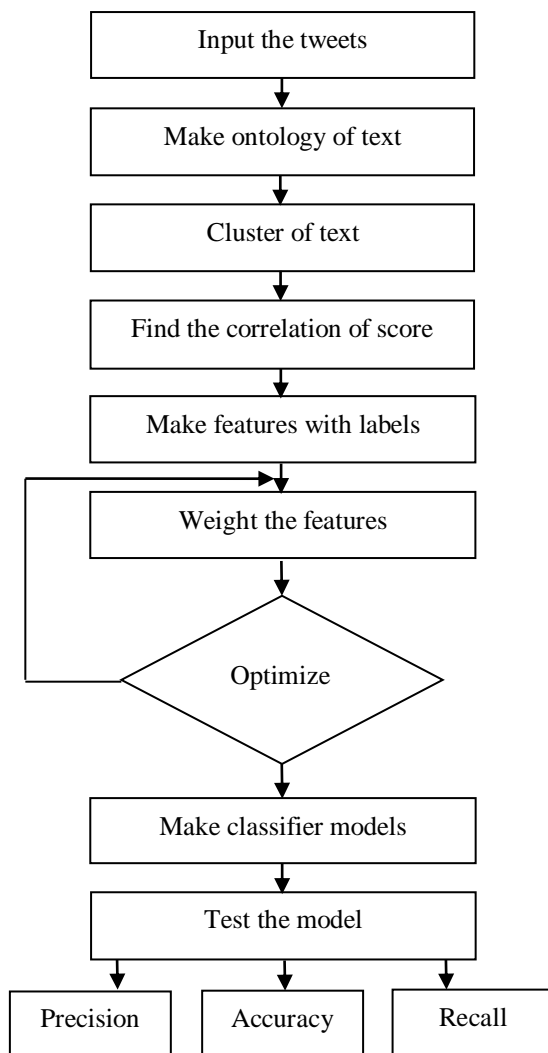 Input the tweets
Make ontology of text
Cluster of text
Find the correlation of score
Make features with labels
Weight the features
Optimize
Make classifier models
Test the model
Precision
Accuracy
Recall